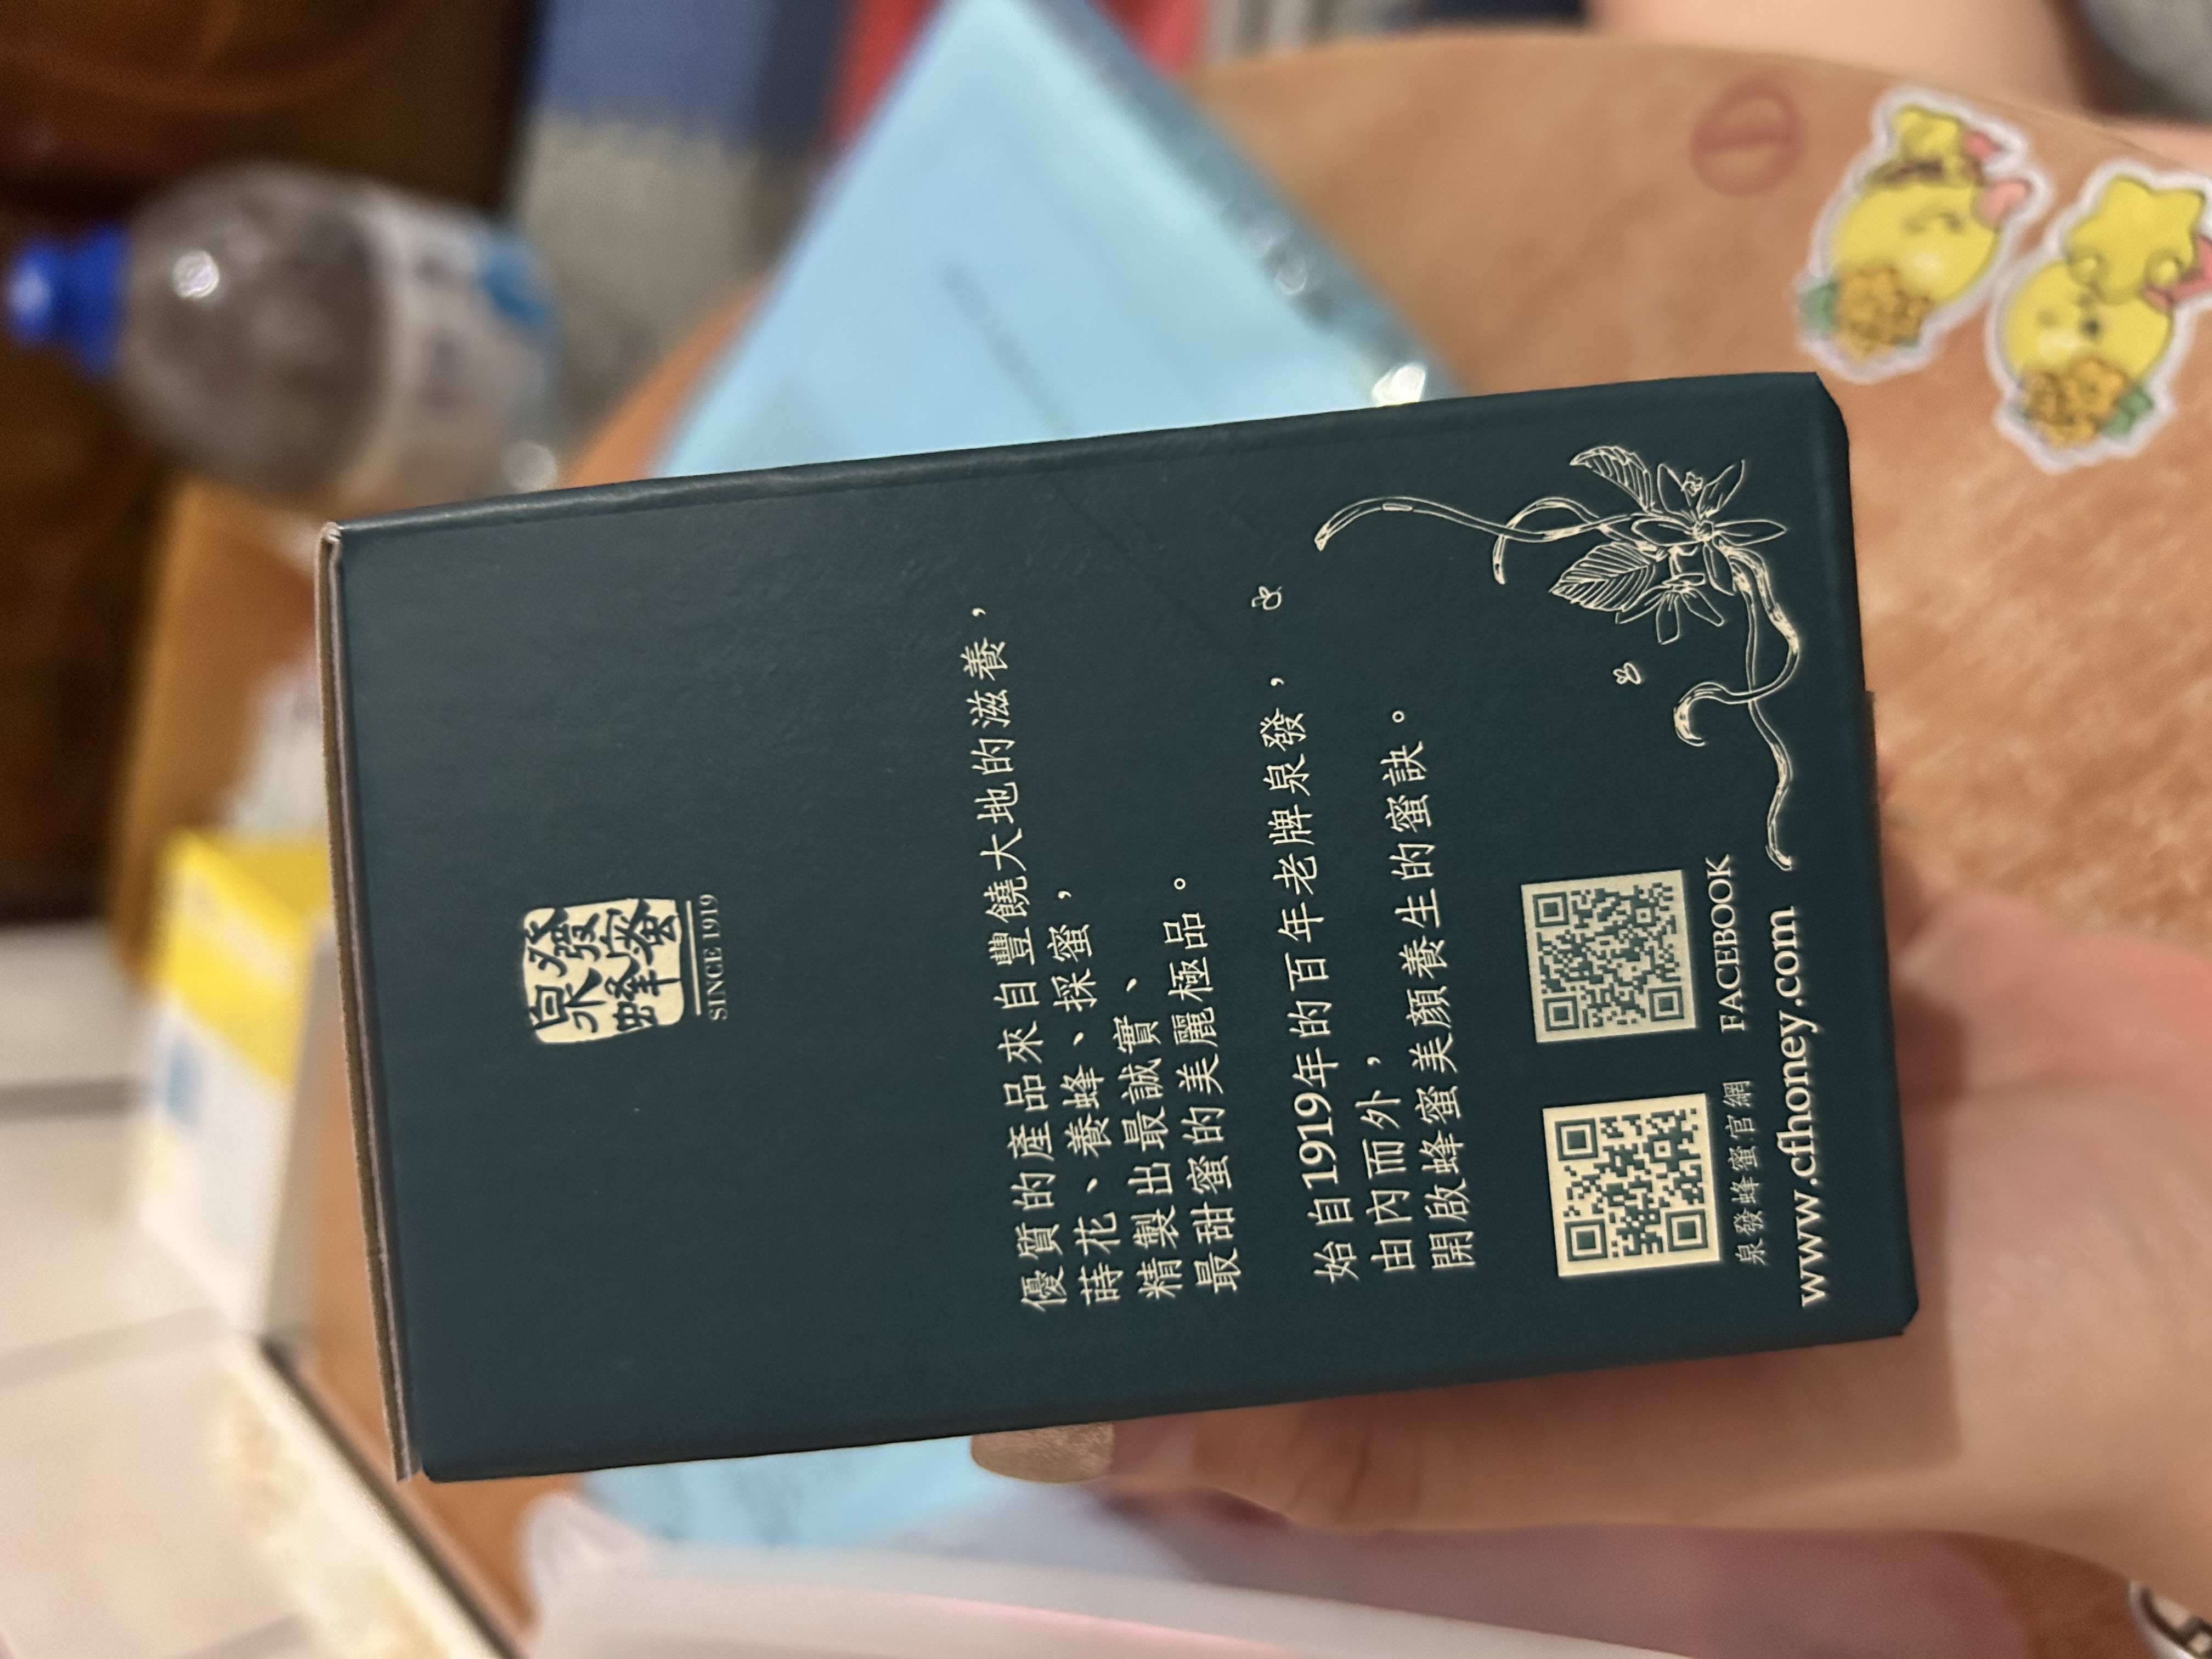 泉發
蜂蜜
SINCE 1919
優質的產品來自豐饒大地的滋養，
蒔花、養蜂、採蜜，
精製出最誠實、
最甜蜜的美麗極品。
始自1919年的百年老牌泉發，
由內而外，
開啟蜂蜜美顏養生的蜜訣。
泉發蜂蜜官網
FACEBOOK
www.cfhoney.com